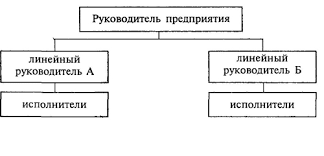 Руководитель предприятия
линейный
руководитель А
линейный
руководитель Б
исполнители
исполнители